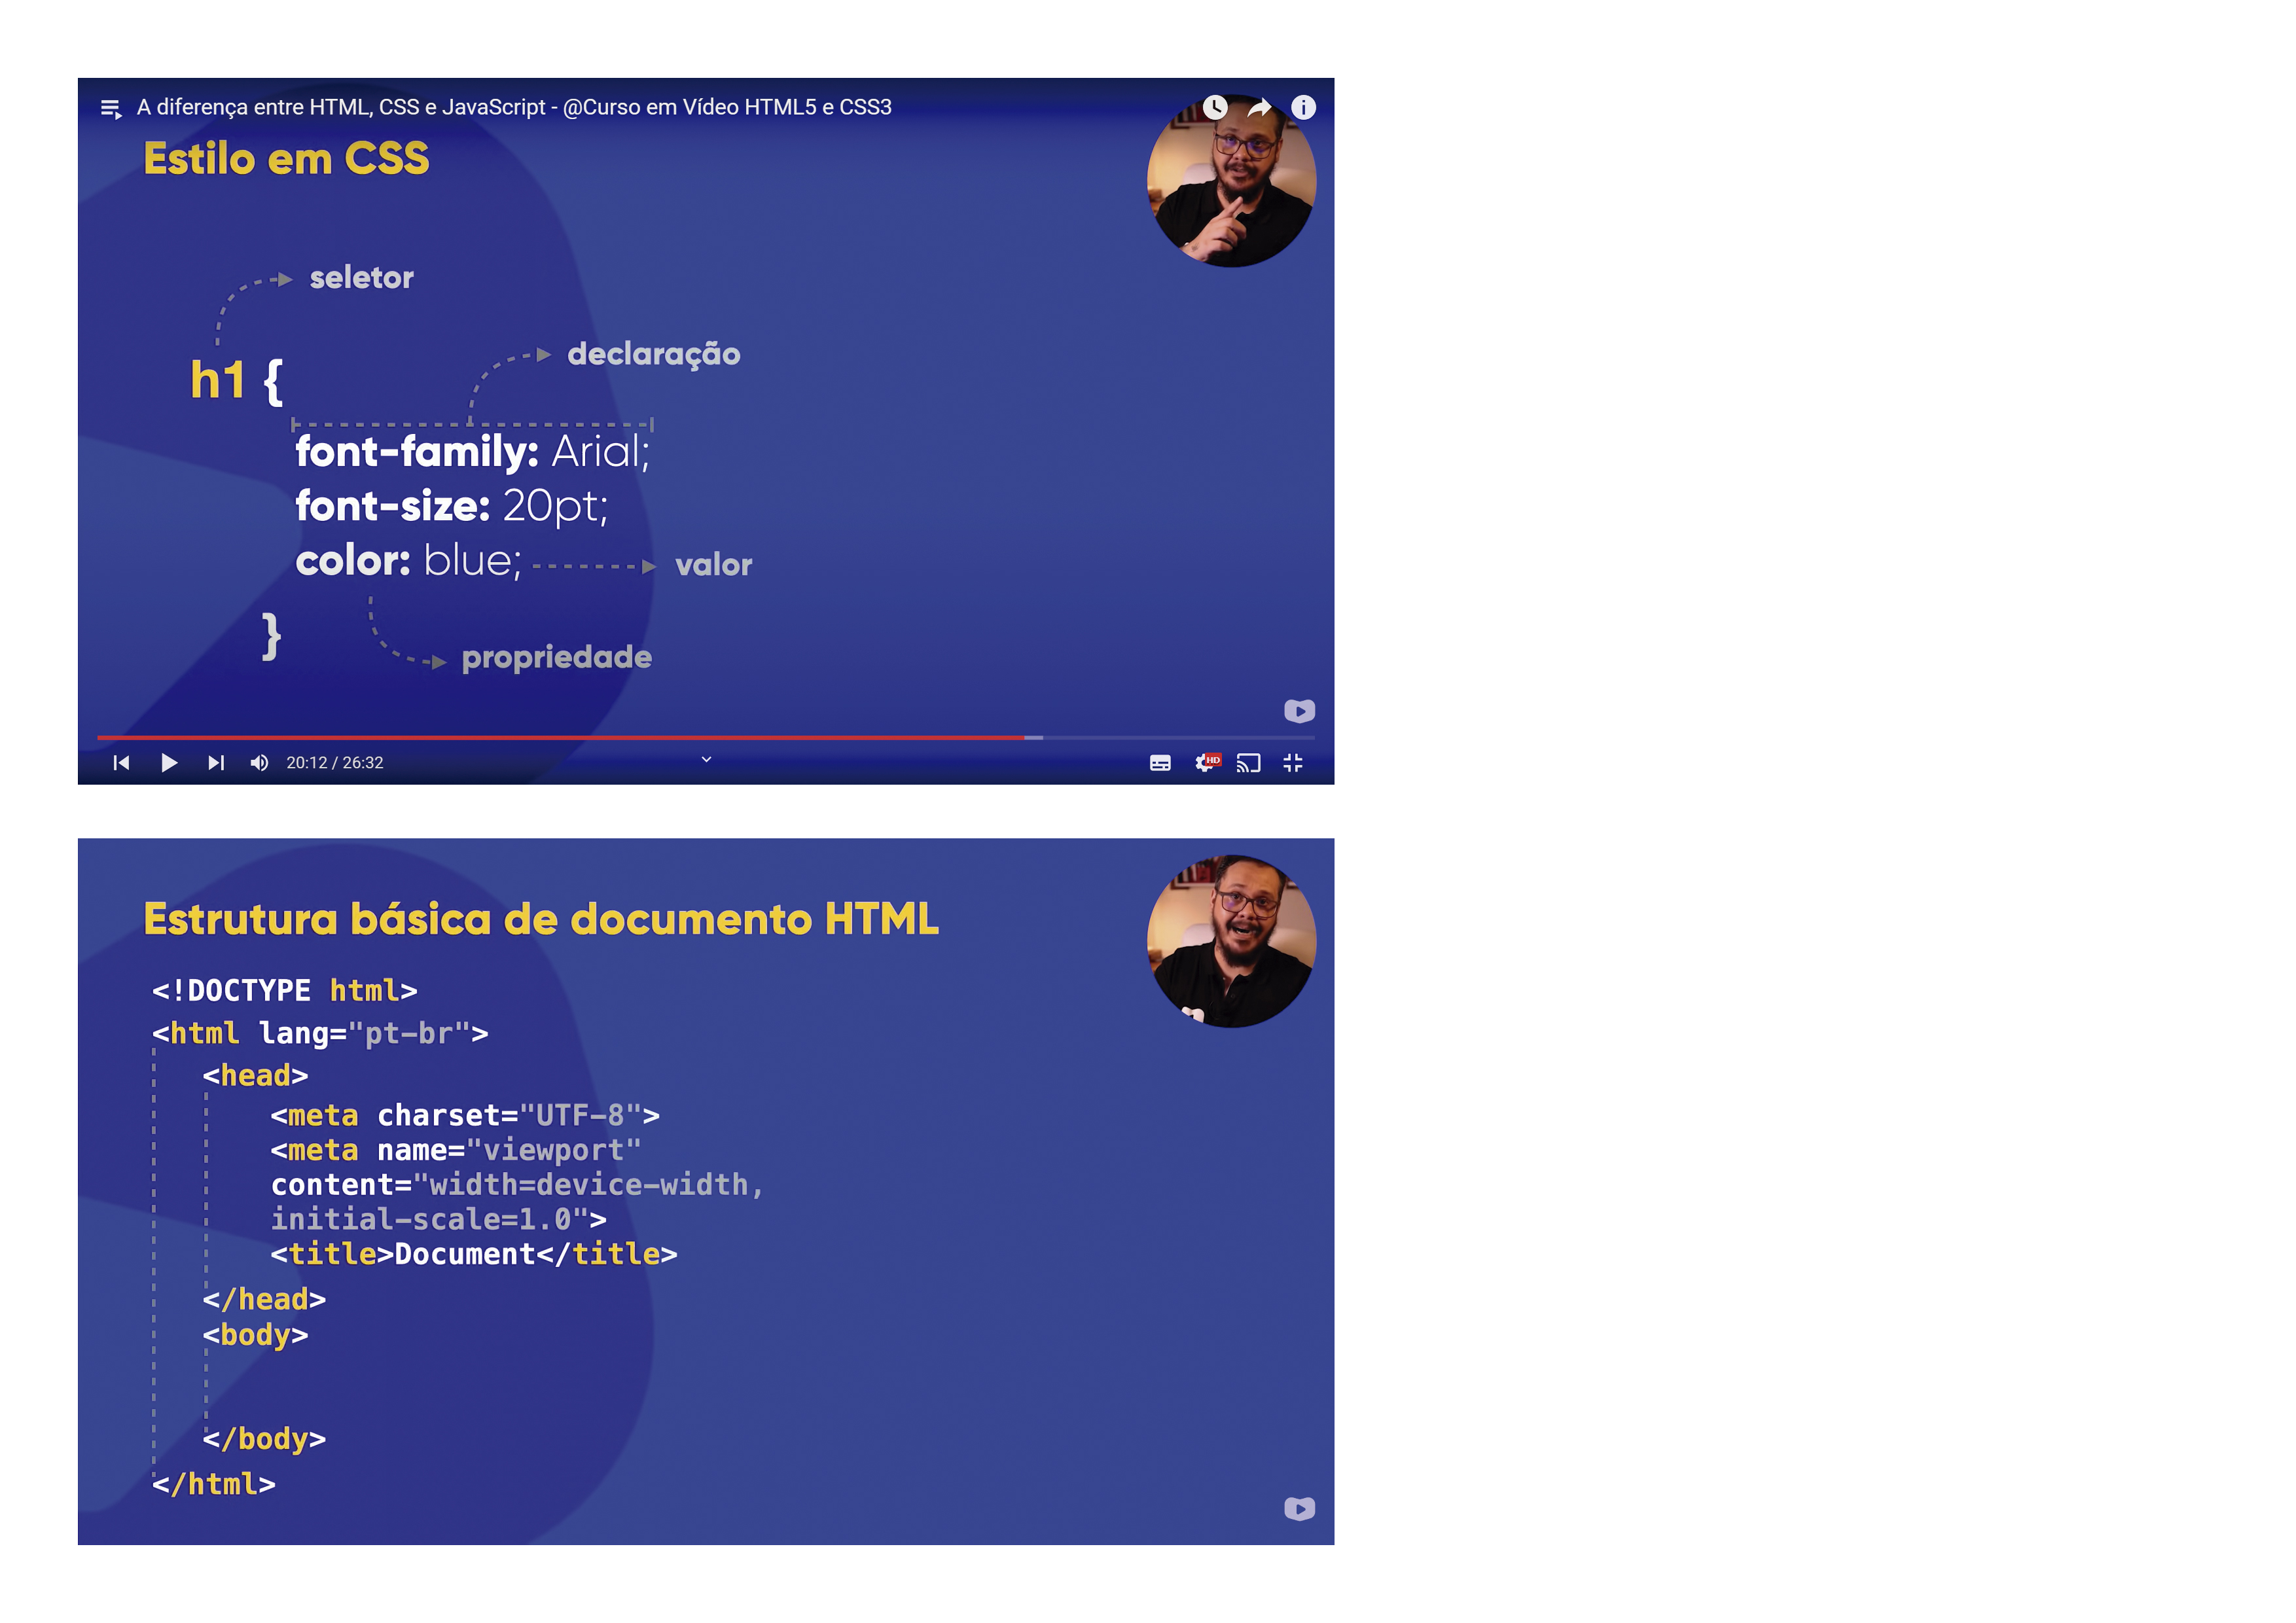 A diferença entre HTML, CSS e JavaScript - @Curso em Vídeo HTML5 e CSS3
Estilo em CSS
seletor
declaração
h1 {
font-family: Arial;
font-size: 20pt;
color: blue;
valor
}
propriedade
20:12 / 26:32
HD
Estrutura básica de documento HTML
<!DOCTYPE html>
<html lang="pt-br">
<head>
<meta charset="UTF-8">
<meta name="viewport"
content="width=device-width,
initial-scale=1.0">
<title>Document</title>
</head>
<body>
</body>
</html>